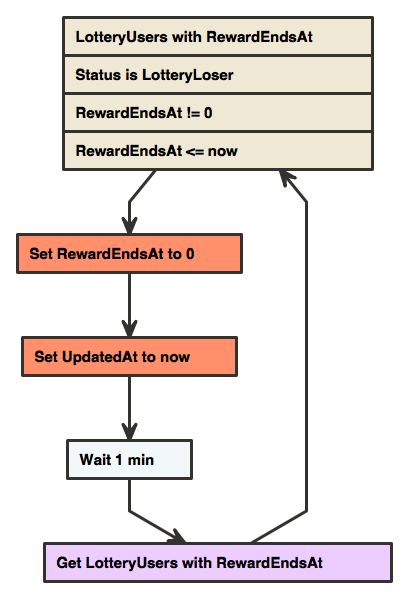 LotteryUsers with RewardEndsAt
Status is LotteryLoser
RewardEndsAt != 0
RewardEndsAt <= now
Set RewardEndsAt to 0
Set UpdatedAt to now
Wait 1 min
Get LotteryUsers with RewardEndsAt